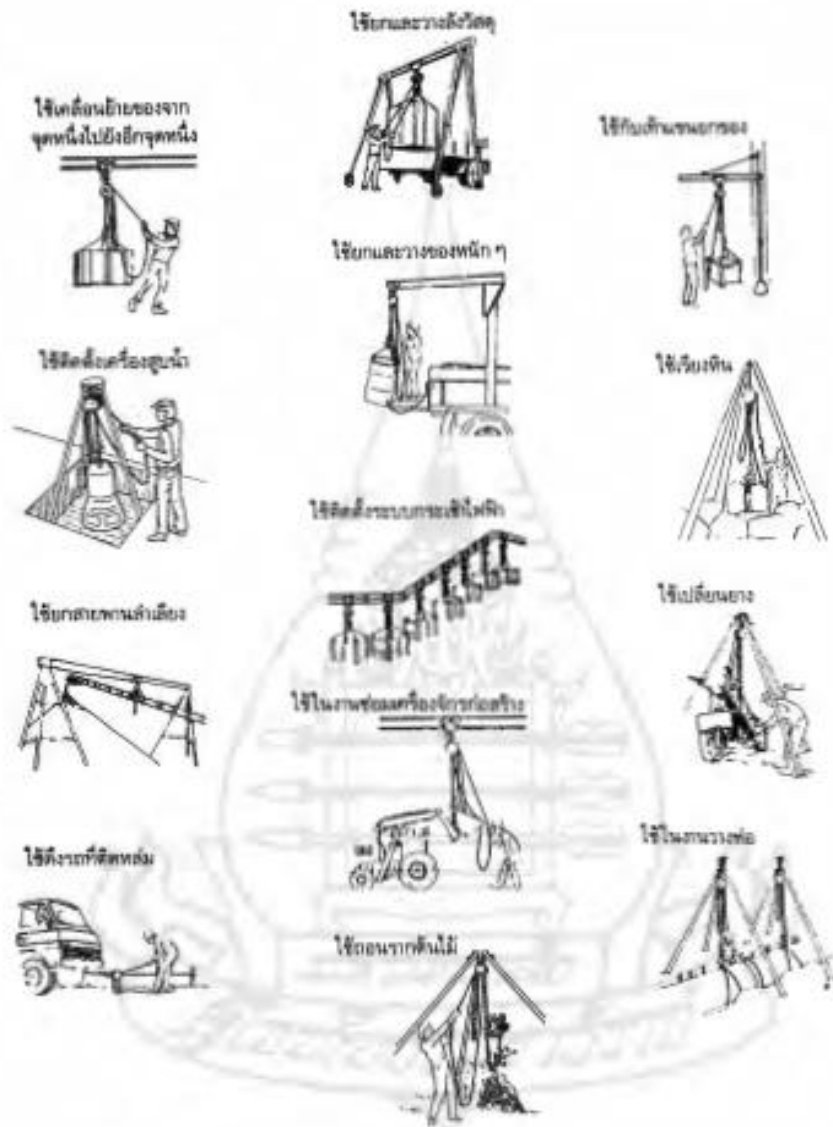 ใช้ยกและวางลังวัสดุ
ใช้เคลื่อนย้ายของจาก
จุดหนึ่งไปยังอีกจุดหนึ่ง
ใช้กับเก้าแขนยกของ
ใช้ยกและวางของหนัก ๆ
ใช้ติดตั้งเครื่องสูบน้ำ
ใช้เรียงหิน
ใช้ติดตั้งระบบกระเช้าไฟฟ้า
ใช้เปลี่ยนยาง
ใช้ยกสายพานลำเลียง
ใช้ในงานซ่อมเครื่องจักรก่อสร้าง
ใช้ดึงรถที่ติดหล่ม
ใช้ในงานวางท่อ
ใช้ถอนรากต้นไม้